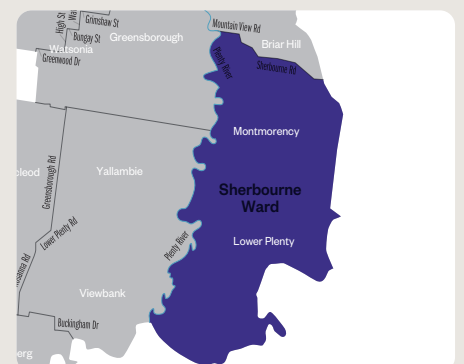 High St
Grimshaw St
Bungay St
Watsonia
Greenwood Dr
Greensborough
Mountain View Rd
Briar Hill
Plenty River
Sherbourne Rd
Montmorency
cleod
Yallambie
Greensborough Rd
Sherbourne
Ward
Lower Plenty Rd
Plenty River
Lower Plenty
Viewbank
Buckingham Dr